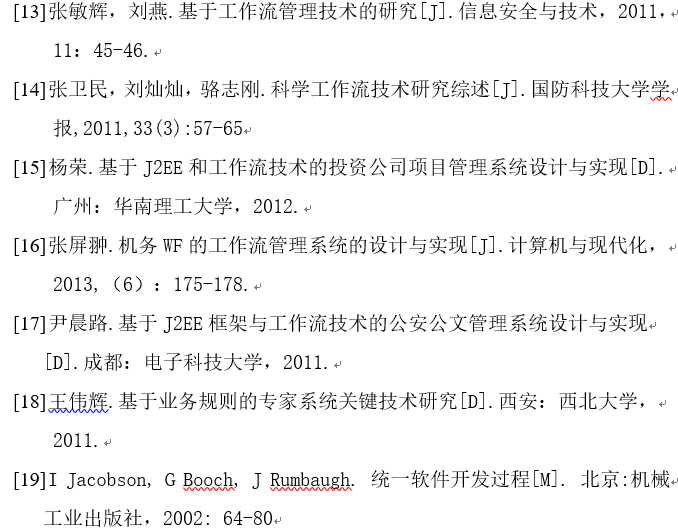 [13]张敏辉，刘燕.基于工作流管理技术的研究[J].信息安全与技术，2011，
11：45-46.
[14]张卫民，刘灿灿，骆志刚.科学工作流技术研究综述[J].国防科技大学学
报,2011,33(3):57-65
[15]杨荣.基于 J2EE 和工作流技术的投资公司项目管理系统设计与实现[D].
广州：华南理工大学，2012.
[16]张屏翀.机务 WF 的工作流管理系统的设计与实现[J].计算机与现代化，
2013,（6）：175-178.
[17]尹晨路.基于 J2EE 框架与工作流技术的公安公文管理系统设计与实现
[D].成都：电子科技大学，2011.
[18]王伟辉.基于业务规则的专家系统关键技术研究[D].西安：西北大学，
2011.
[19]I Jacobson, G Booch, J Rumbaugh. 统一软件开发过程[M]. 北京:机械
工业出版社，2002: 64-80